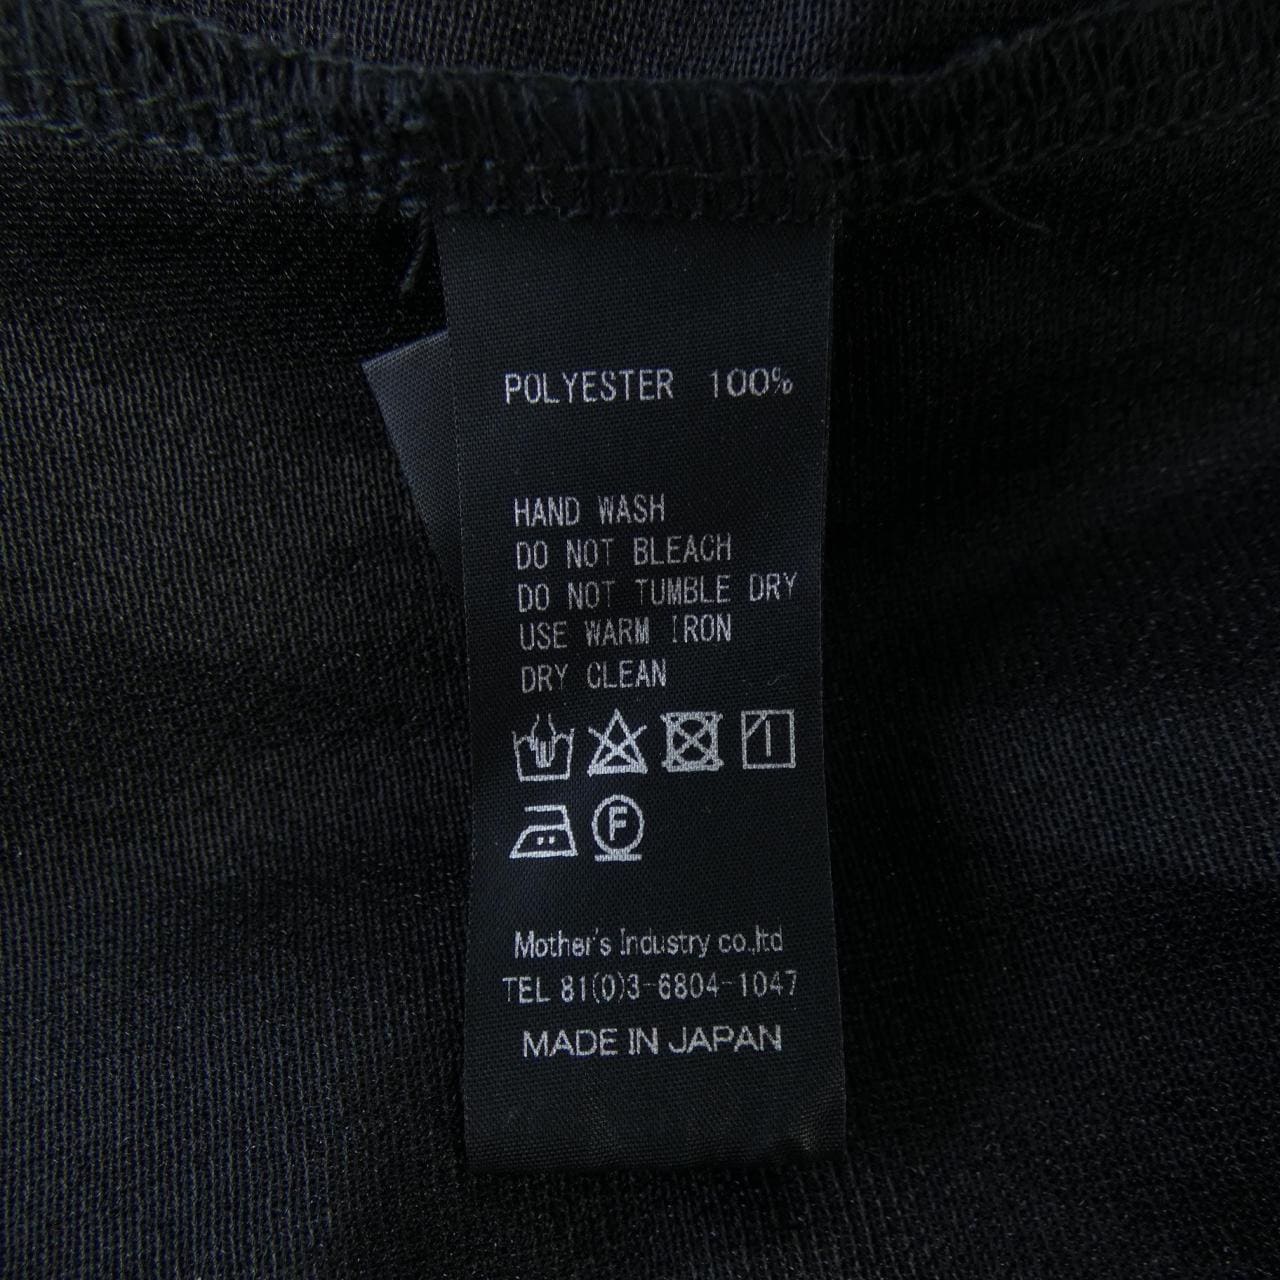 POLYESTER 100%
HAND WASH
DO NOT BLEACH
DO NOT TUMBLE DRY
USE WARM IRON
DRY CLEAN
F
Mother's Industry co.,ltd
TEL 81(0)3-6804-1047
MADE IN JAPAN